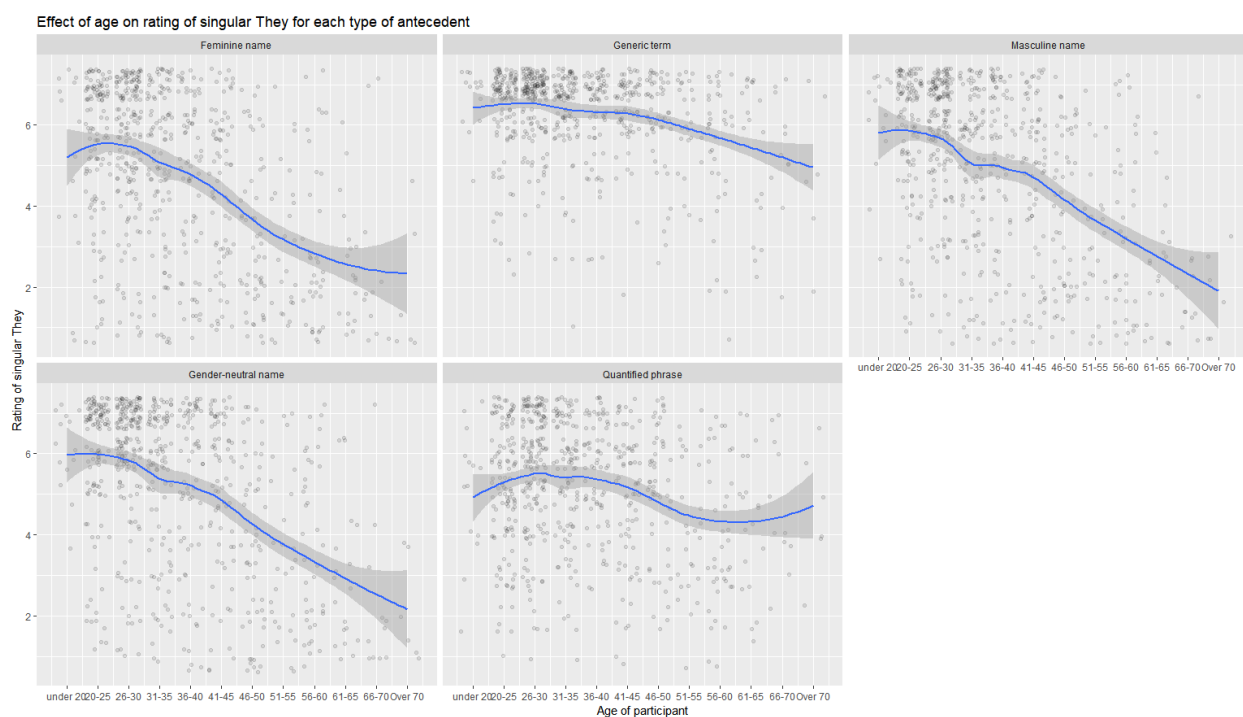 Effect of age on rating of singular They for each type of antecedent
Feminine name
Generic term
Masculine name
6
4
2
under 20 20-25 26-30 31-35 36-40 41-45 46-50 51-55 56-60 61-65 66-70 Over 70
Gender-neutral name
Quantified phrase
6
4
2
under 20 20-25 26-30 31-35 36-40 41-45 46-50 51-55 56-60 61-65 66-70 Over 70
under 20 20-25 26-30 31-35 36-40 41-45 46-50 51-55 56-60 61-65 66-70 Over 70
Rating of singular They
Age of participant